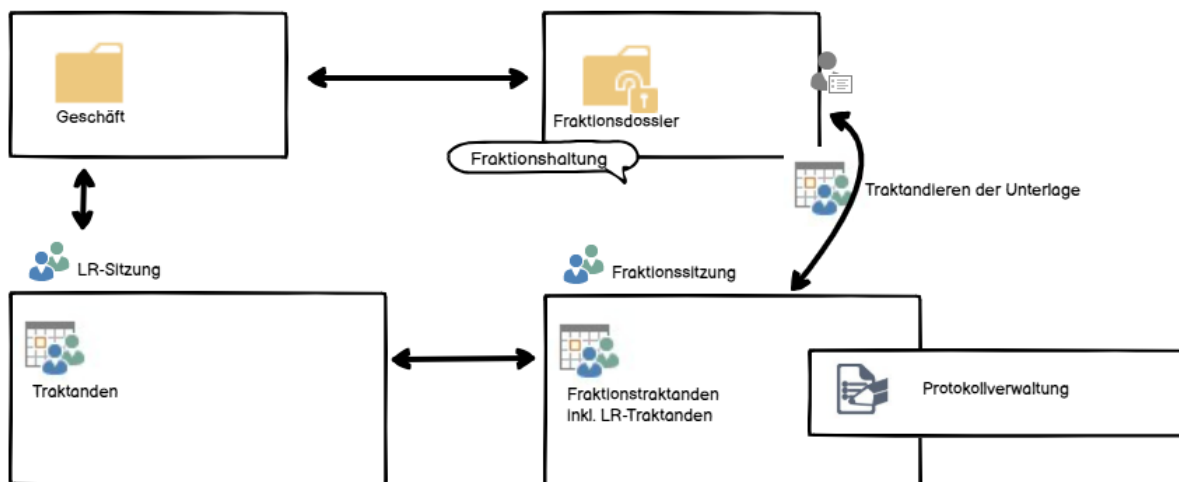 Geschäft
Fraktionsdossier
Fraktionshaltung
Traktandieren der Unterlage
LR-Sitzung
Fraktionssitzung
Traktanden
Fraktionstraktanden
inkl. LR-Traktanden
Protokollverwaltung